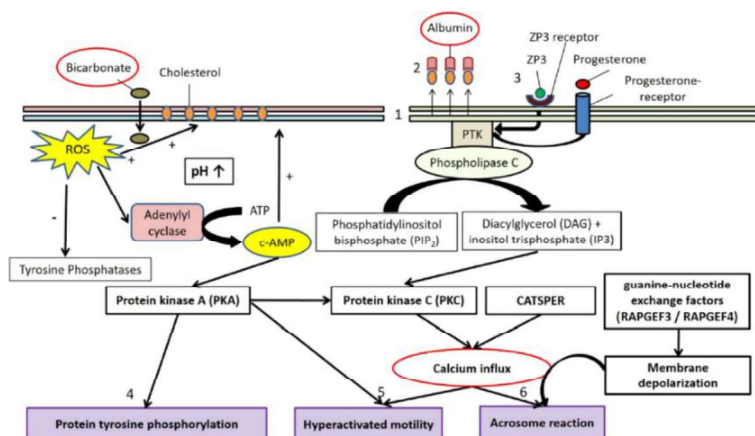 Albumin
ZP3 receptor
Bicarbonate
Cholesterol
2
3
ZP3
Progesterone
Progesterone-
receptor
1
PTK
ROS
+
+
pH ↑
+
Phospholipase C
-
Adenylyl
cyclase
ATP
c-AMP
Phosphatidylinositol
bisphosphate (PIP₂)
Diacylglycerol (DAG) +
inositol trisphosphate (IP3)
Tyrosine Phosphatases
Protein kinase A (PKA)
Protein kinase C (PKC)
CATSPER
guanine-nucleotide
exchange factors
(RAPGEF3 / RAPGEF4)
Calcium influx
Membrane
depolarization
4
5
6
Protein tyrosine phosphorylation
Hyperactivated motility
Acrosome reaction